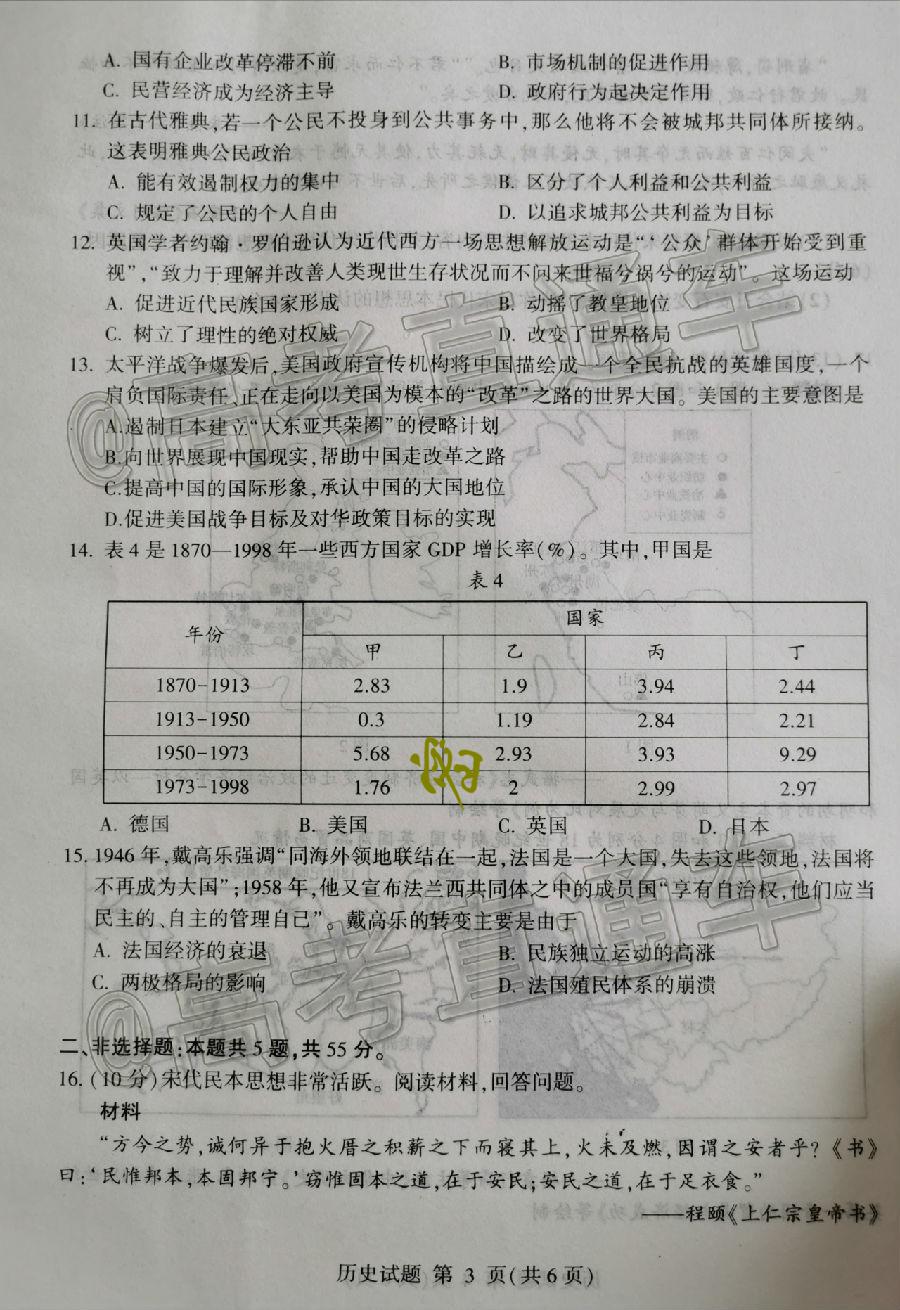 A. 国有企业改革停滞不前 B. 市场机制的促进作用
C. 民营经济成为经济主导 D. 政府行为起决定作用
11. 在古代雅典，若一个公民不投身到公共事务中，那么他将不会被城邦共同体所接纳。
这表明雅典公民政治
A. 能有效遏制权力的集中 B. 区分了个人利益和公共利益
C. 规定了公民的个人自由 D. 以追求城邦公共利益为目标
12. 英国学者约翰·罗伯逊认为近代西方一场思想解放运动是“‘公众’群体开始受到重
视”，“致力于理解并改善人类现世生存状况而不问来世福兮祸兮的运动”。这场运动
A. 促进近代民族国家形成 B. 动摇了教皇地位
C. 树立了理性的绝对权威 D. 改变了世界格局
13. 太平洋战争爆发后，美国政府宣传机构将中国描绘成一个全民抗战的英雄国度，一个
肩负国际责任、正在走向以美国为模本的“改革”之路的世界大国。美国的主要意图是
A.遏制日本建立“大东亚共荣圈”的侵略计划
B.向世界展现中国现实，帮助中国走改革之路
C.提高中国的国际形象，承认中国的大国地位
D.促进美国战争目标及对华政策目标的实现
14. 表4是1870—1998年一些西方国家GDP增长率(%)。其中，甲国是
表4
年份 国家
甲 乙 丙 丁
1870-1913 2.83 1.9 3.94 2.44
1913-1950 0.3 1.19 2.84 2.21
1950-1973 5.68 2.93 3.93 9.29
1973-1998 1.76 2 2.99 2.97
A. 德国 B. 美国 C. 英国 D. 日本
15. 1946年，戴高乐强调“同海外领地联结在一起，法国是一个大国，失去这些领地，法国将
不再成为大国”；1958年，他又宣布法兰西共同体之中的成员国“享有自治权，他们应当
民主的、自主的管理自己”。戴高乐的转变主要是由于
A. 法国经济的衰退 B. 民族独立运动的高涨
C. 两极格局的影响 D. 法国殖民体系的崩溃
二、非选择题：本题共5题，共55分。
16. (10分)宋代民本思想非常活跃。阅读材料，回答问题。
材料
“方今之势，诚何异于抱火厝之积薪之下而寝其上，火未及燃，因谓之安者乎？《书》
曰：‘民惟邦本，本固邦宁。’窃惟固本之道，在于安民；安民之道，在于足衣食。”
——程颐《上仁宗皇帝书》
历史试题 第 3 页(共6页)
@高考直通车
@高考直通车